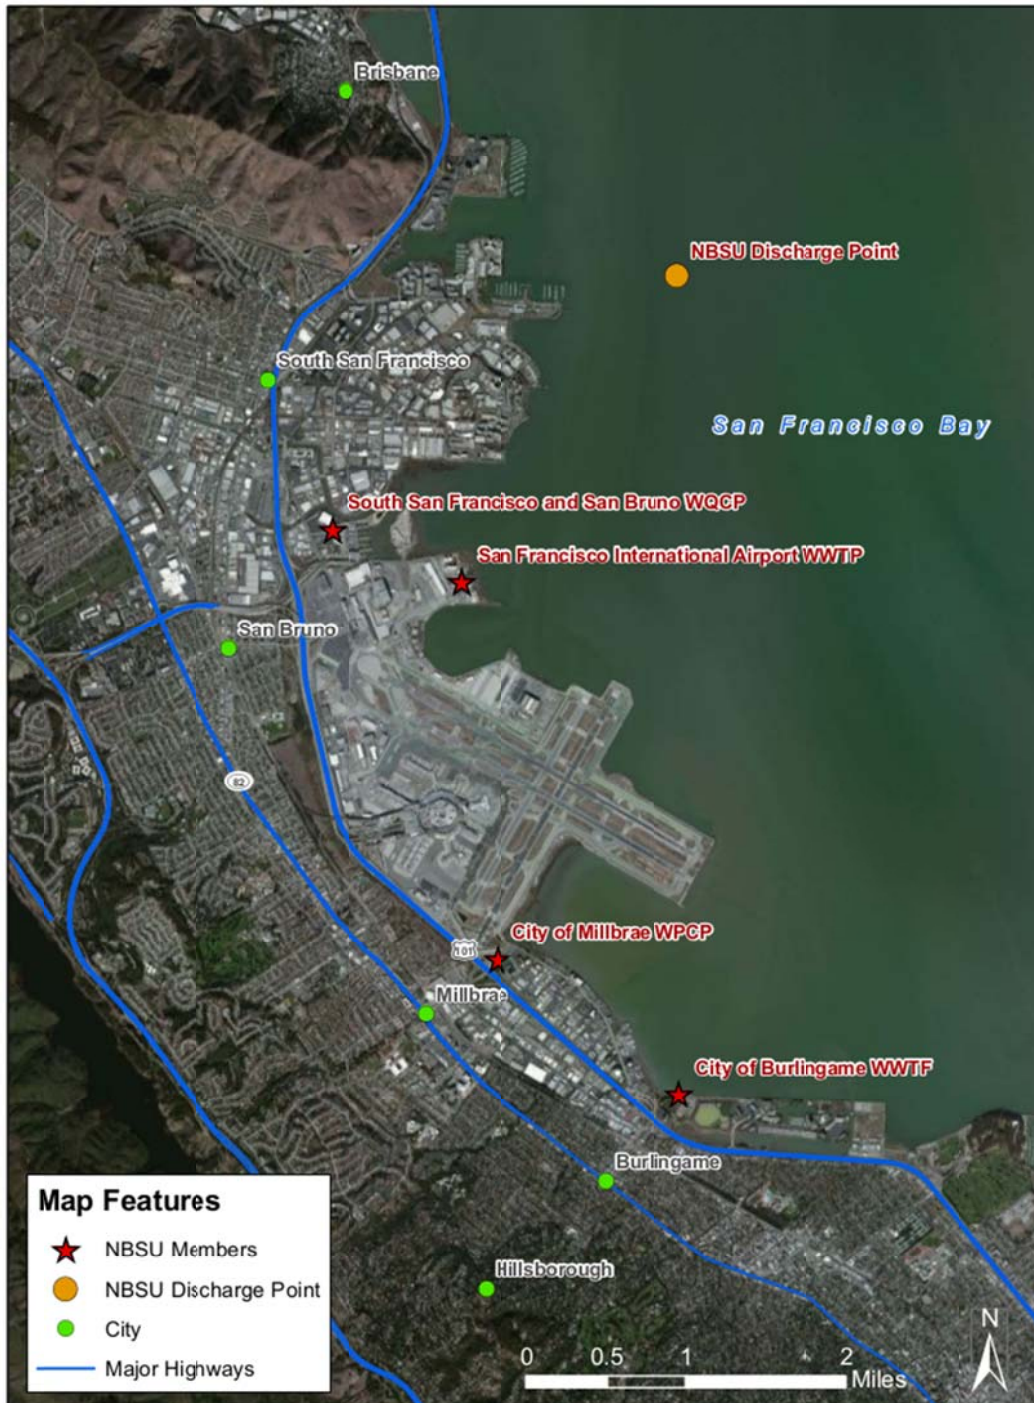 Brisbane
NBSU Discharge Point
South San Francisco
San Francisco Bay
South San Francisco and San Bruno WQCP
San Francisco International Airport WWTP
San Bruno
82
City of Millbrae WPCP
101
Millbrae
City of Burlingame WWTF
Burlingame
Hillsborough
Map Features
NBSU Members
NBSU Discharge Point
City
Major Highways
0 0.5 1 2
Miles
N